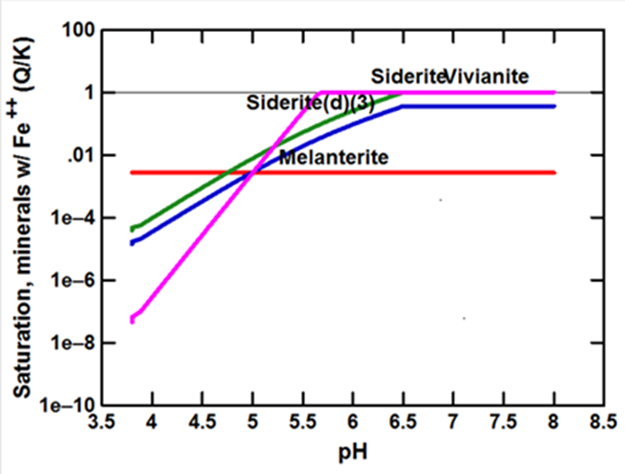 Saturation, minerals w/ Fe⁺⁺ (Q/K)
100
1
.01
1e−4
1e−6
1e−8
1e−10
Siderite Vivianite
Siderite(d)(3)
Melanterite
3.5 4 4.5 5 5.5 6 6.5 7 7.5 8 8.5
pH